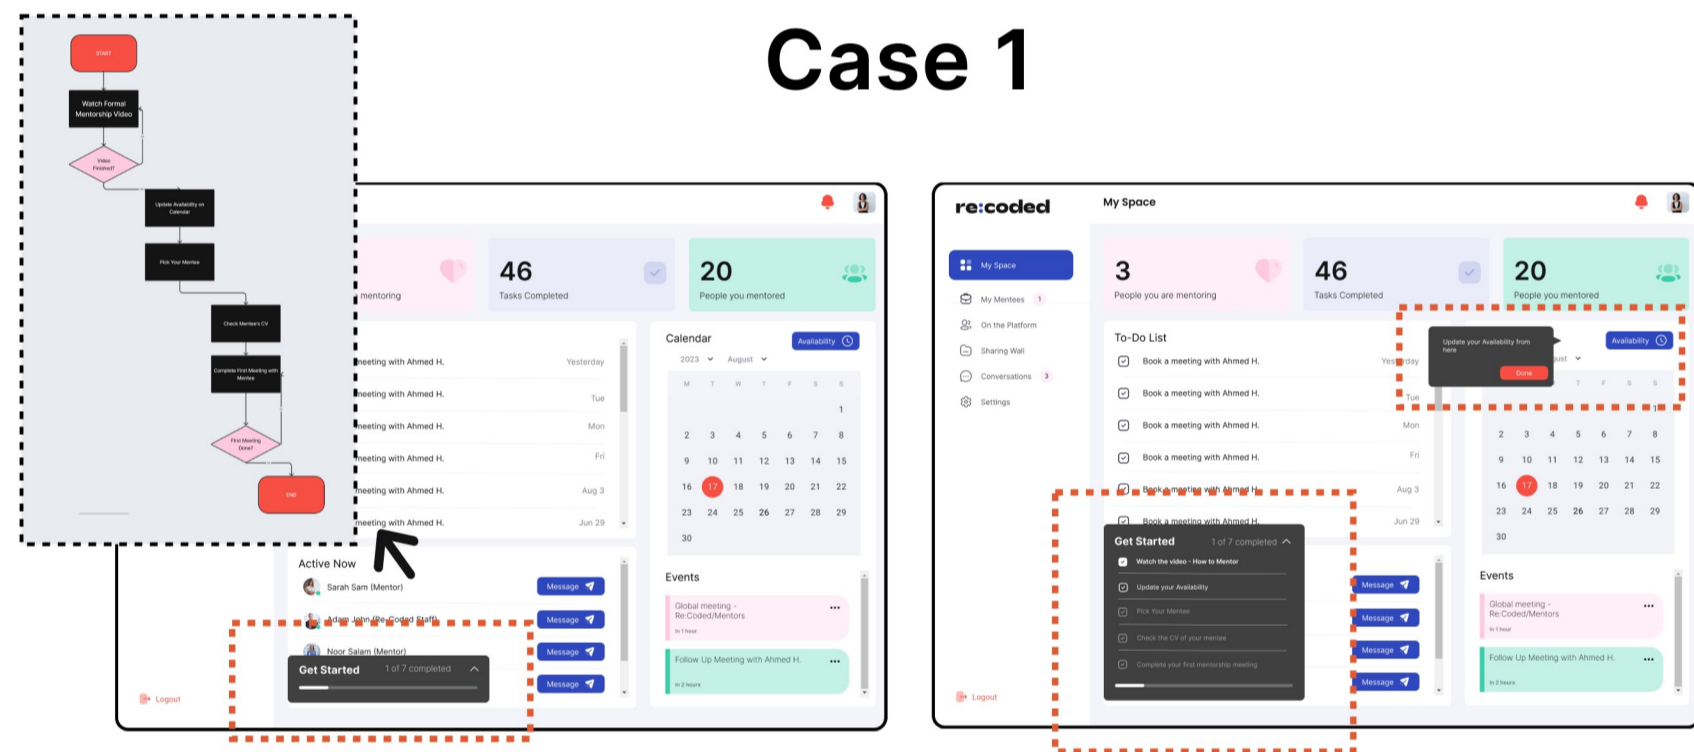 Case 1
START
Watch Formal
Mentorship Video
Video
Finished?
Update Availability on
Calendar
Pick Your Mentee
Check Mentee's CV
Complete First Meeting with
Mentee
First Meeting
Done?
END
mentoring
46
Tasks Completed
20
People you mentored
meeting with Ahmed H.
Yesterday
meeting with Ahmed H.
Tue
meeting with Ahmed H.
Mon
meeting with Ahmed H.
Fri
meeting with Ahmed H.
Aug 3
meeting with Ahmed H.
Jun 29
Calendar
Availability
2023 August
M T W T F S S
1
2 3 4 5 6 7 8
9 10 11 12 13 14 15
16 17 18 19 20 21 22
23 24 25 26 27 28 29
30
Active Now
Sarah Sam (Mentor)
Message
Adam John (Re-Coded Staff)
Message
Noor Salam (Mentor)
Message
Message
Get Started 1 of 7 completed
Events
Global meeting -
Re:Coded/Mentors
In 1 hour
Follow Up Meeting with Ahmed H.
In 2 hours
Logout
re:coded
My Space
My Space
My Mentees 1
On the Platform
Sharing Wall
Conversations 3
Settings
Logout
3
People you are mentoring
46
Tasks Completed
20
People you mentored
To-Do List
Book a meeting with Ahmed H.
Yesterday
Book a meeting with Ahmed H.
Tue
Book a meeting with Ahmed H.
Mon
Book a meeting with Ahmed H.
Fri
Book a meeting with Ahmed H.
Aug 3
Book a meeting with Ahmed H.
Jun 29
Update your Availability from
here
Done
Availability
gust
T F S S
1
2 3 4 5 6 7 8
9 10 11 12 13 14 15
16 17 18 19 20 21 22
23 24 25 26 27 28 29
30
Get Started 1 of 7 completed
Watch the video - How to Mentor
Update your Availability
Pick Your Mentee
Check the CV of your mentee
Complete your first mentorship meeting
Message
Message
Message
Message
Events
Global meeting -
Re:Coded/Mentors
In 1 hour
Follow Up Meeting with Ahmed H.
In 2 hours